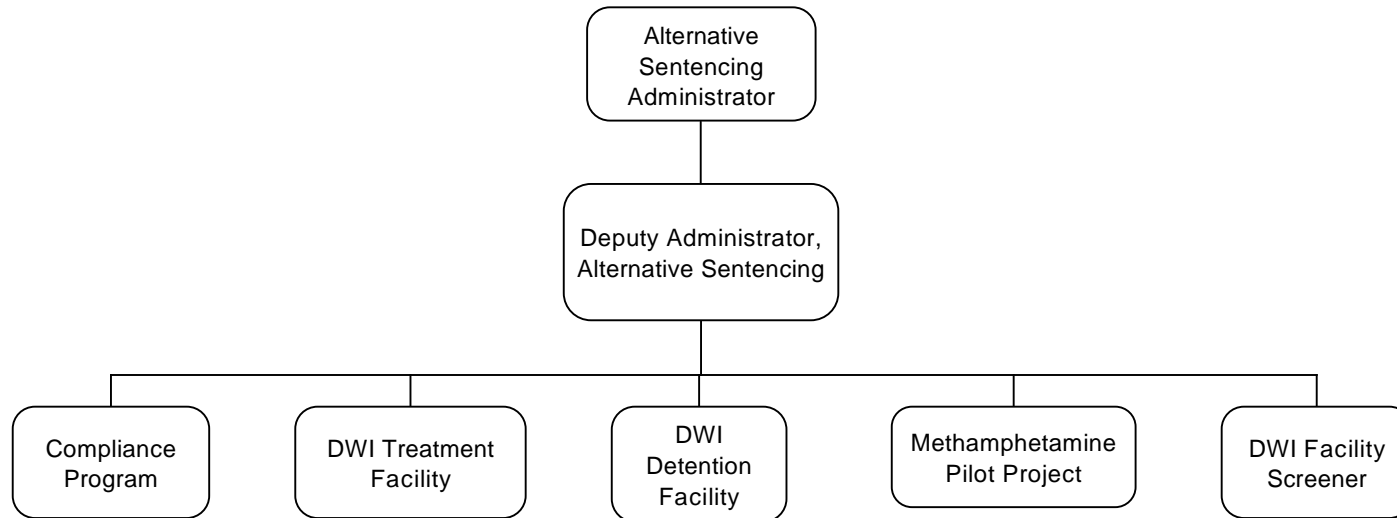 Alternative
Sentencing
Administrator
Deputy Administrator,
Alternative Sentencing
Compliance
Program
DWI Treatment
Facility
DWI
Detention
Facility
Methamphetamine
Pilot Project
DWI Facility
Screener